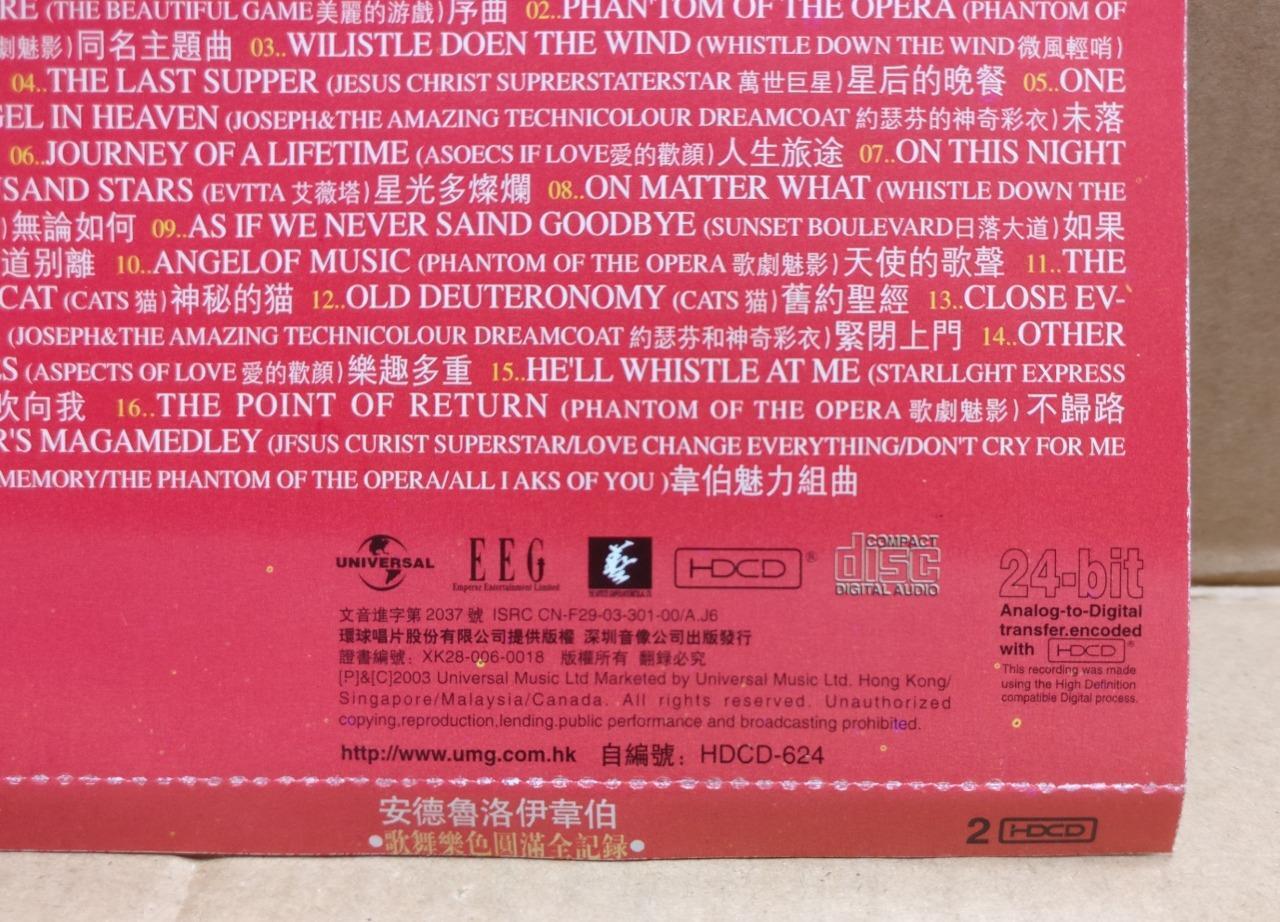 RE (THE BEAUTIFUL GAME美麗的游戲)序曲 02..PHANTOM OF THE OPERA (PHANTOM OF
劇魅影)同名主題曲 03..WILISTLE DOEN THE WIND (WHISTLE DOWN THE WIND微風輕哨)
04..THE LAST SUPPER (JESUS CHRIST SUPRERSTATERSTAR 萬世巨星)星后的晚餐 05..ONE
GEL IN HEAVEN (JOSEPH&THE AMAZING TECHNICOLOUR DREAMCOAT 約瑟芬的神奇彩衣)未落
06..JOURNEY OF A LIFETIME (ASOECS IF LOVE愛的歡顔)人生旅途 07..ON THIS NIGHT
USAND STARS (EVTTA 艾薇塔)星光多燦爛 08..ON MATTER WHAT (WHISTLE DOWN THE
)無論如何 09..AS IF WE NEVER SAIND GOODBYE (SUNSET BOULEVARD日落大道)如果
道别離 10..ANGELOF MUSIC (PHANTOM OF THE OPERA 歌劇魅影)天使的歌聲 11..THE
CAT (CATS 猫)神秘的猫 12..OLD DEUTERONOMY (CATS 猫)舊約聖經 13..CLOSE EV-
(JOSEPH&THE AMAZING TECHNICOLOUR DREAMCOAT 約瑟芬和神奇彩衣)緊閉上門 14..OTHER
S (ASPECTS OF LOVE 愛的歡顔)樂趣多重 15..HE'LL WHISTLE AT ME (STARLLGHT EXPRESS
吹向我 16..THE POINT OF RETURN (PHANTOM OF THE OPERA 歌劇魅影)不歸路
R'S MAGAMEDLEY (JFSUS CURIST SUPERSTAR/LOVE CHANGE EVERYTHING/DON'T CRY FOR ME
MEMORY/THE PHANTOM OF THE OPERA/ALL I AKS OF YOU )韋伯魅力組曲
UNIVERSAL
EEG
Emperor Entertainment Limited
藝
HDCD®
COMPACT
disc
DIGITAL AUDIO
24-bit
Analog-to-Digital
transfer.encoded
with HDCD®
This recording was made
using the High Definition
compatible Digital process.
文音進字第 2037 號 ISRC CN-F29-03-301-00/A.J6
環球唱片股份有限公司提供版權 深圳音像公司出版發行
證書編號: XK28-006-0018 版權所有 翻録必究
[P]&[C]2003 Universal Music Ltd Marketed by Universal Music Ltd. Hong Kong/
Singapore/Malaysia/Canada. All rights reserved. Unauthorized
copying,reproduction,lending.public performance and broadcasting prohibited.
http://www.umg.com.hk 自編號: HDCD-624
安德魯洛伊韋伯
•歌舞樂色圓滿全記録•
2 HDCD